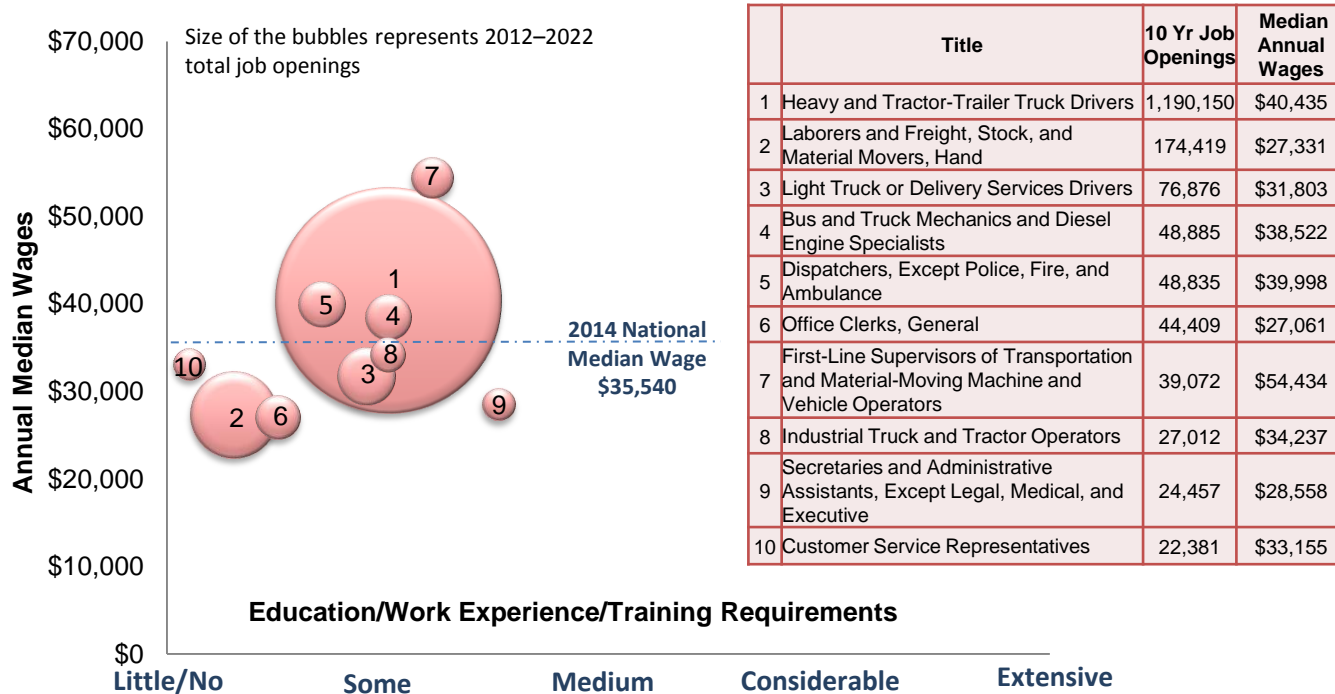 Size of the bubbles represents 2012–2022
total job openings
Annual Median Wages
$70,000
$60,000
$50,000
$40,000
$30,000
$20,000
$10,000
$0
7
1
5
4
8
3
10
2
6
9
2014 National
Median Wage
$35,540
Education/Work Experience/Training Requirements
Little/No
Some
Medium
Considerable
Extensive
Title
10 Yr Job
Openings
Median
Annual
Wages
1 Heavy and Tractor-Trailer Truck Drivers 1,190,150 $40,435
2 Laborers and Freight, Stock, and
Material Movers, Hand 174,419 $27,331
3 Light Truck or Delivery Services Drivers 76,876 $31,803
4 Bus and Truck Mechanics and Diesel
Engine Specialists 48,885 $38,522
5 Dispatchers, Except Police, Fire, and
Ambulance 48,835 $39,998
6 Office Clerks, General 44,409 $27,061
7 First-Line Supervisors of Transportation
and Material-Moving Machine and
Vehicle Operators 39,072 $54,434
8 Industrial Truck and Tractor Operators 27,012 $34,237
9 Secretaries and Administrative
Assistants, Except Legal, Medical, and
Executive 24,457 $28,558
10 Customer Service Representatives 22,381 $33,155